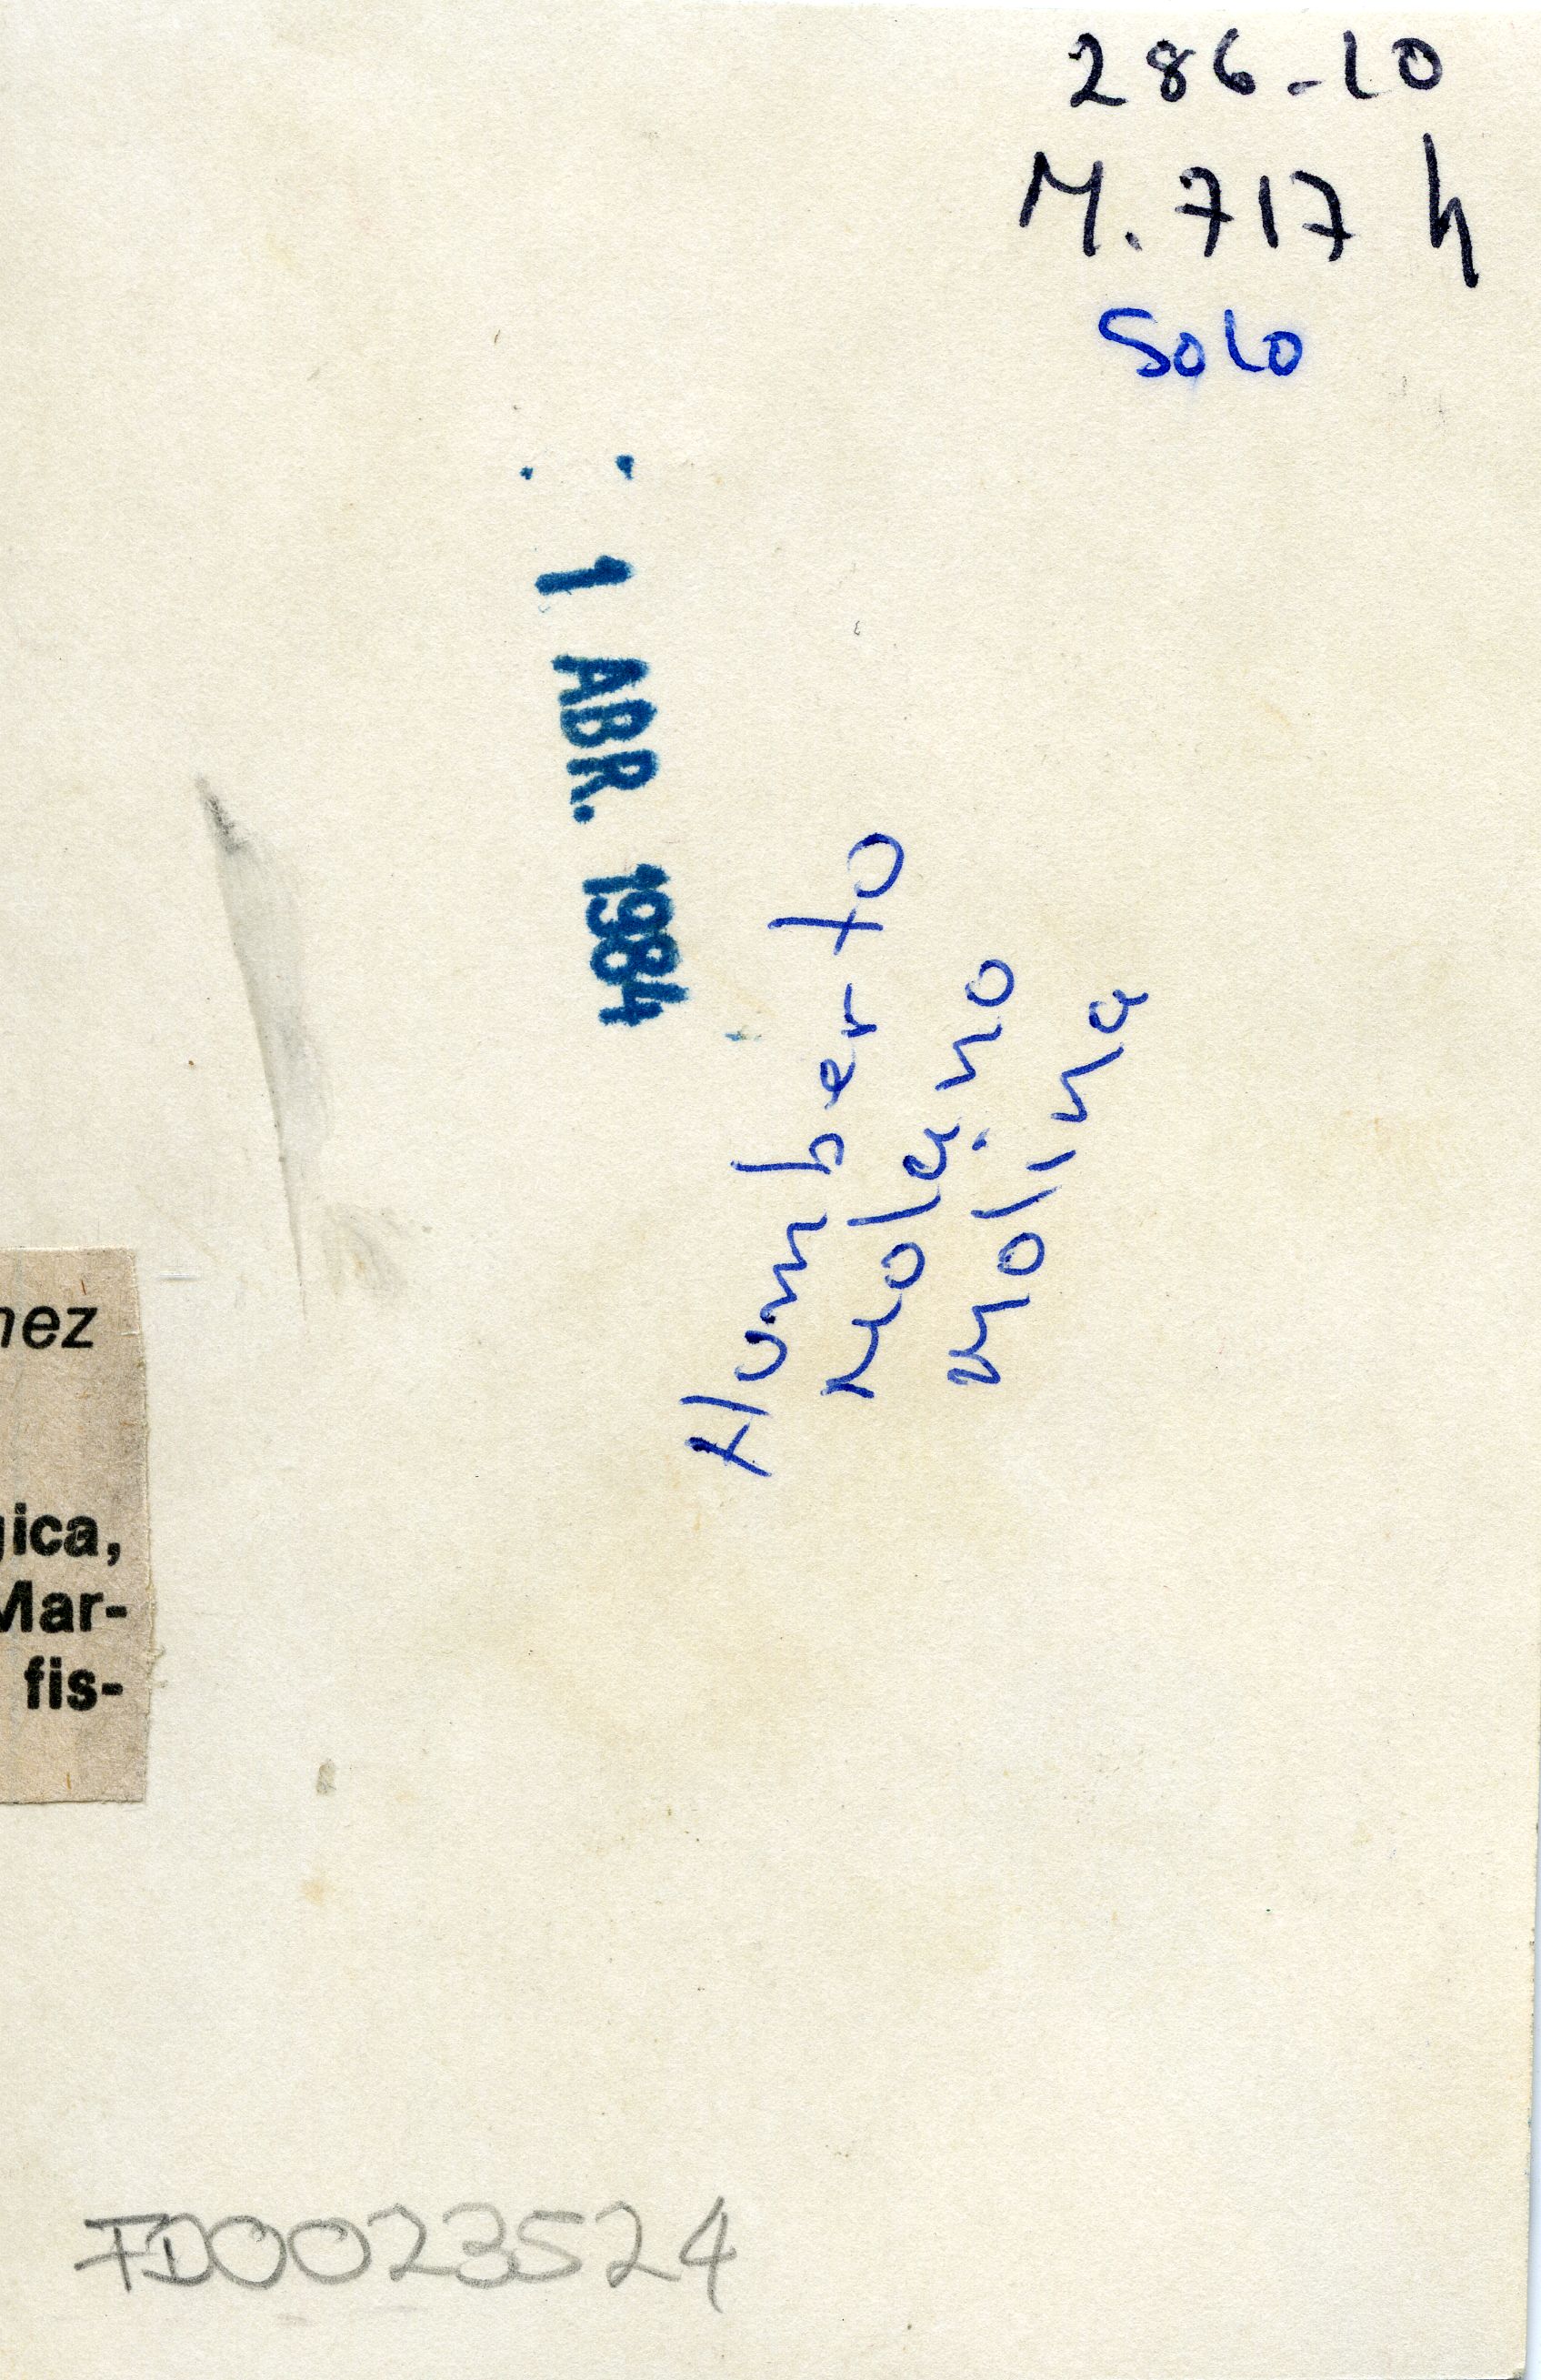 286-10
M.717 h
Solo
1 ABR. 1984
Humberto
Molano
Molina
nez
gica,
Mar-
fis-
FD0023524